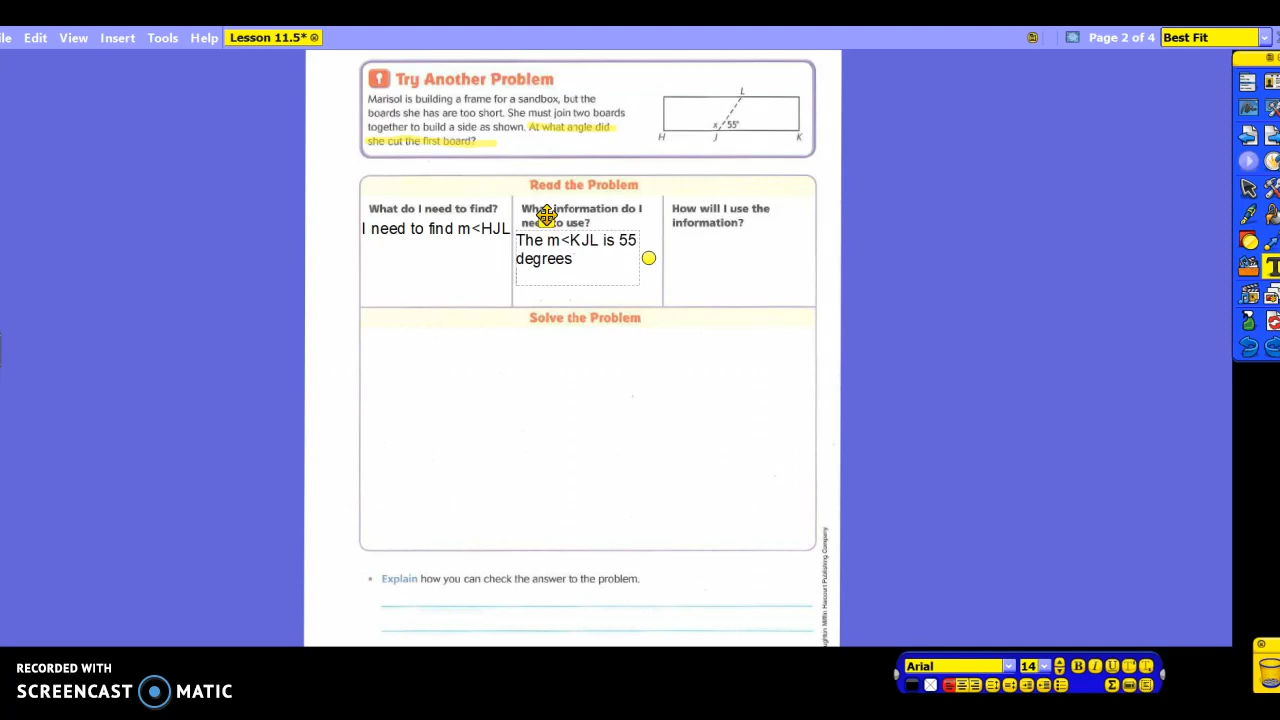 ile Edit View Insert Tools Help Lesson 11.5* Page 2 of 4 Best Fit
Try Another Problem
Marisol is building a frame for a sandbox, but the
boards she has are too short. She must join two boards
together to build a side as shown. At what angle did
she cut the first board?
L
x 55°
H J K
Read the Problem
What do I need to find?
I need to find m<HJL
What information do I
need to use?
The m<KJL is 55
degrees
How will I use the
information?
Solve the Problem
• Explain how you can check the answer to the problem.
ughton Mifflin Harcourt Publishing Company
Arial 14
RECORDED WITH
SCREENCAST MATIC